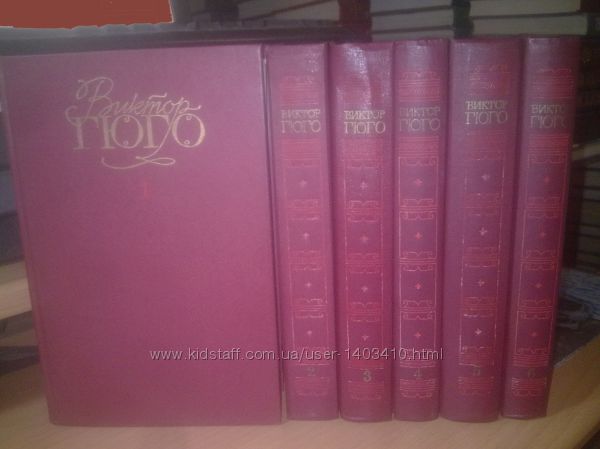 Виктор
ГЮГО
1
ВИКТОР
ГЮГО
2
ВИКТОР
ГЮГО
3
ВИКТОР
ГЮГО
4
ВИКТОР
ГЮГО
5
ВИКТОР
ГЮГО
6
www.kidstaff.com.ua/user-1403410.html